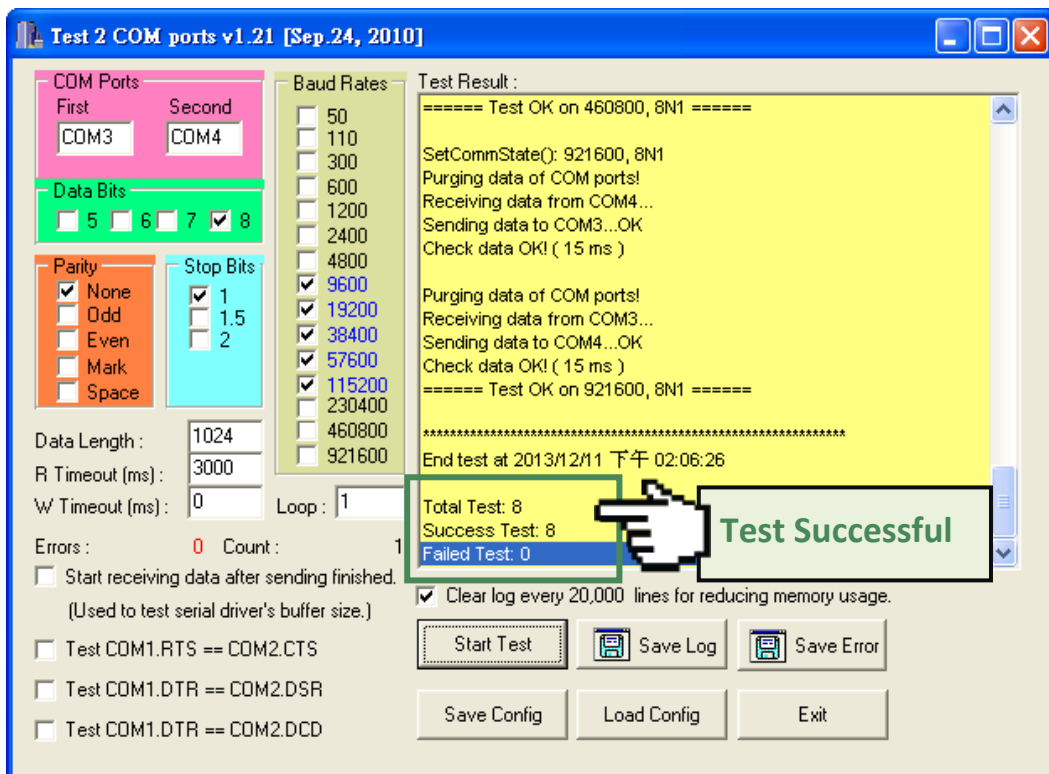 Test 2 COM ports v1.21 [Sep.24, 2010]
COM Ports
First Second
COM3 COM4
Data Bits
5 6 7 8
Parity
None
Odd
Even
Mark
Space
Stop Bits
1
1.5
2
Baud Rates
50
110
300
600
1200
2400
4800
9600
19200
38400
57600
115200
230400
460800
921600
Data Length : 1024
R Timeout (ms) : 3000
W Timeout (ms) : 0
Loop : 1
Errors : 0 Count : 1
Start receiving data after sending finished.
(Used to test serial driver's buffer size.)
Test COM1.RTS == COM2.CTS
Test COM1.DTR == COM2.DSR
Test COM1.DTR == COM2.DCD
Test Result :
====== Test OK on 460800, 8N1 ======
SetCommState(): 921600, 8N1
Purging data of COM ports!
Receiving data from COM4...
Sending data to COM3...OK
Check data OK! ( 15 ms )
Purging data of COM ports!
Receiving data from COM3...
Sending data to COM4...OK
Check data OK! ( 15 ms )
====== Test OK on 921600, 8N1 ======
****************************************************************
End test at 2013/12/11 下午 02:06:26
Total Test: 8
Success Test: 8
Failed Test: 0
Test Successful
Clear log every 20,000 lines for reducing memory usage.
Start Test Save Log Save Error
Save Config Load Config Exit